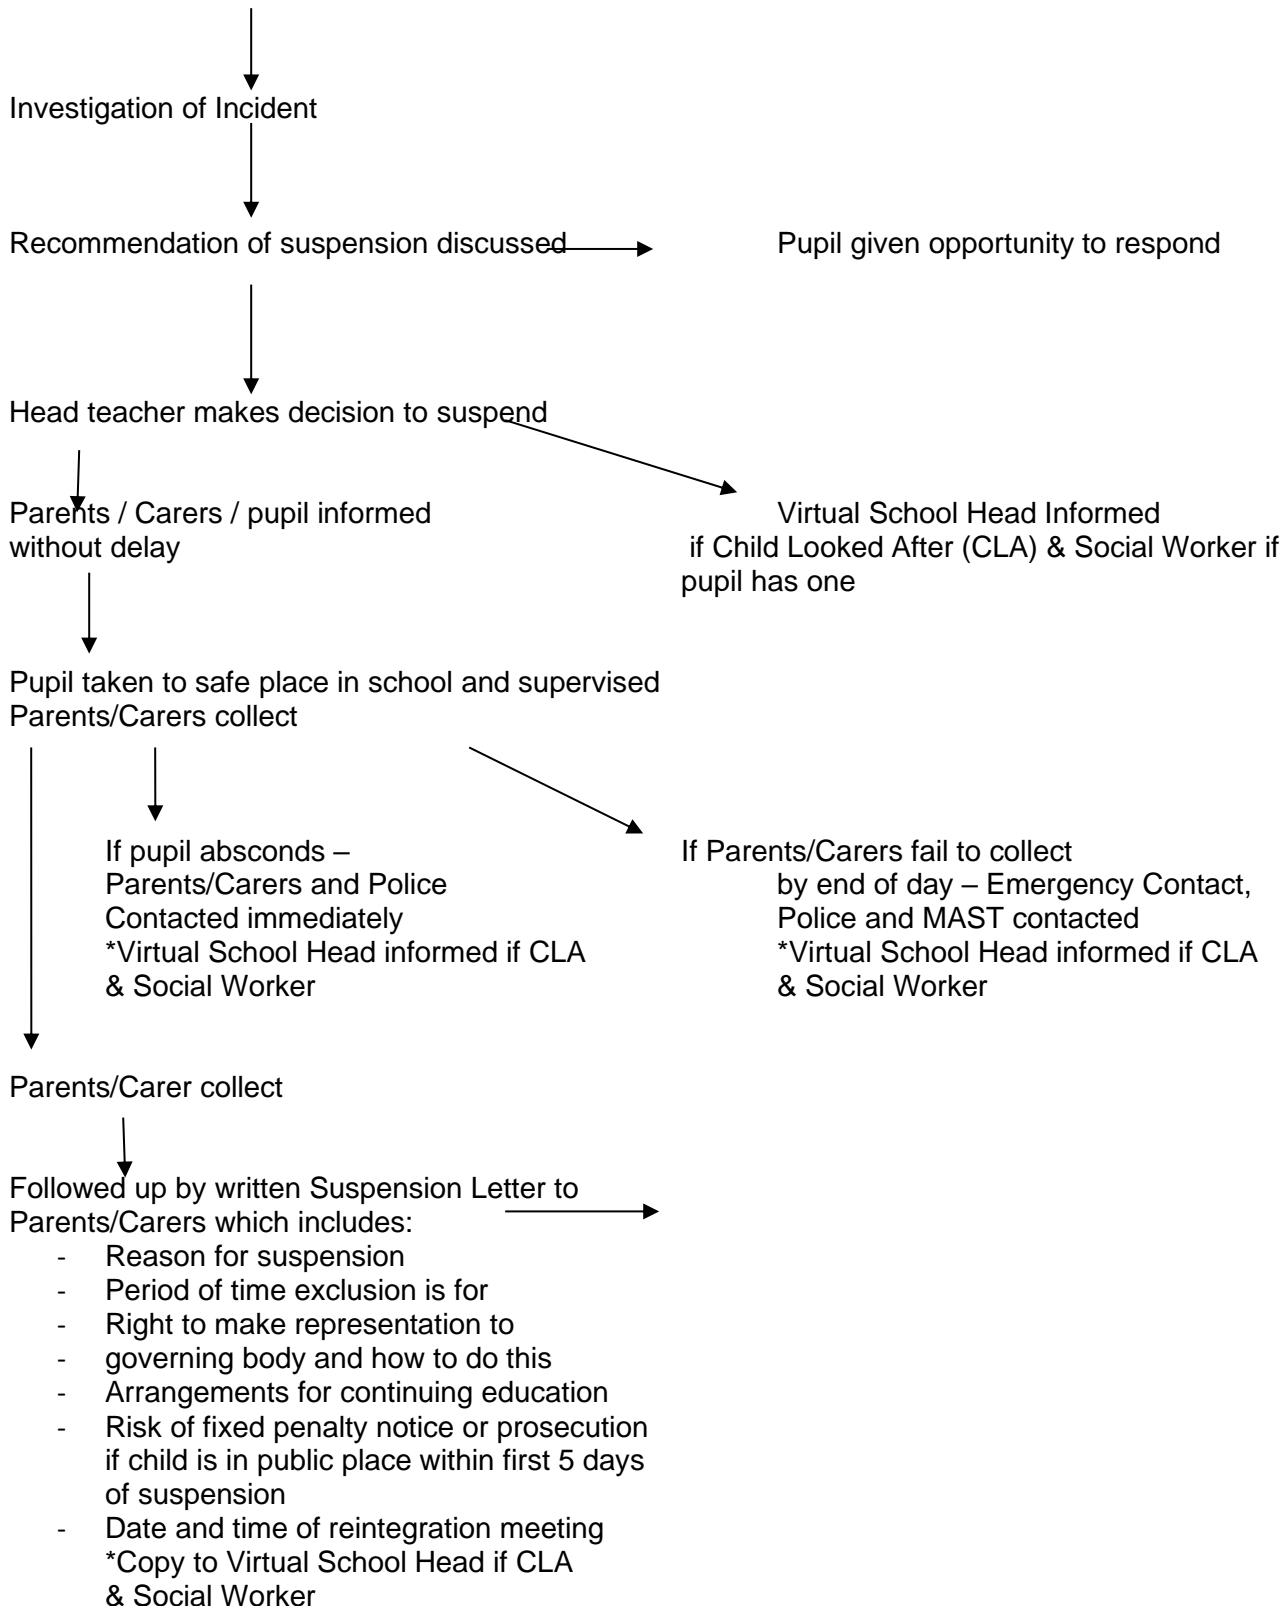 Investigation of Incident
Recommendation of suspension discussed
Pupil given opportunity to respond
Head teacher makes decision to suspend
Parents / Carers / pupil informed
without delay
Virtual School Head Informed
if Child Looked After (CLA) & Social Worker if
pupil has one
Pupil taken to safe place in school and supervised
Parents/Carers collect
If pupil absconds –
Parents/Carers and Police
Contacted immediately
*Virtual School Head informed if CLA
& Social Worker
If Parents/Carers fail to collect
by end of day – Emergency Contact,
Police and MAST contacted
*Virtual School Head informed if CLA
& Social Worker
Parents/Carer collect
Followed up by written Suspension Letter to
Parents/Carers which includes:
- Reason for suspension
- Period of time exclusion is for
- Right to make representation to
- governing body and how to do this
- Arrangements for continuing education
- Risk of fixed penalty notice or prosecution
if child is in public place within first 5 days
of suspension
- Date and time of reintegration meeting
*Copy to Virtual School Head if CLA
& Social Worker